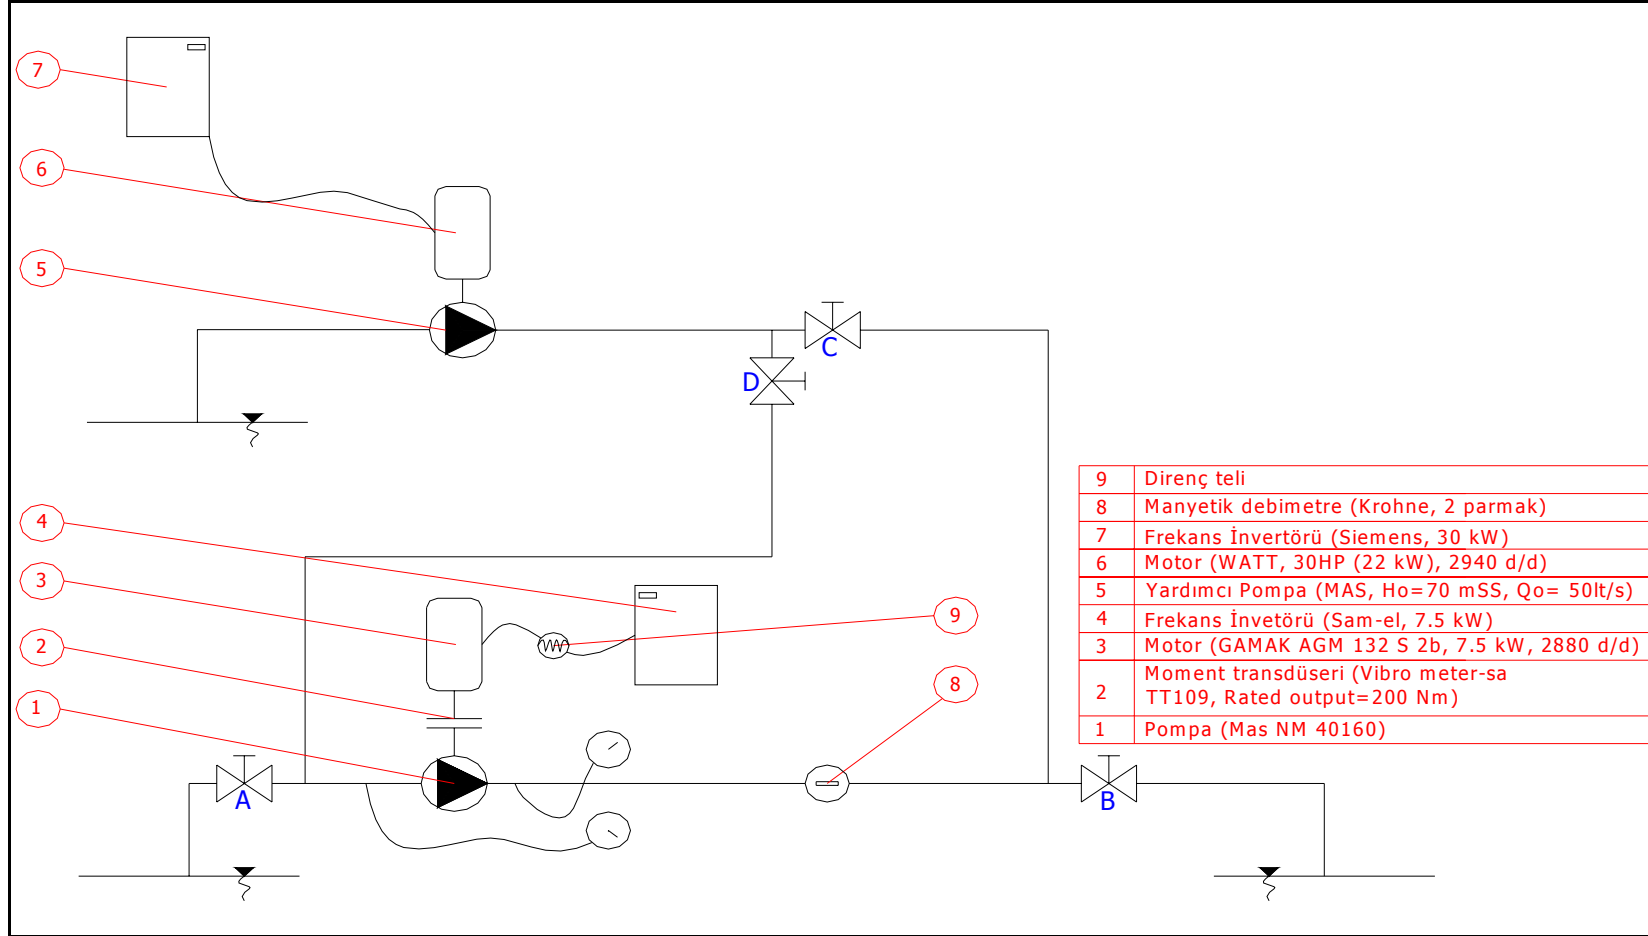 7
6
5
C
D
4
3
9
2
8
1
A
B
9 Direnç teli
8 Manyetik debimetre (Krohne, 2 parmak)
7 Frekans İnvertörü (Siemens, 30 kW)
6 Motor (WATT, 30HP (22 kW), 2940 d/d)
5 Yardımcı Pompa (MAS, Ho=70 mSS, Qo= 50lt/s)
4 Frekans İnvetörü (Sam-el, 7.5 kW)
3 Motor (GAMAK AGM 132 S 2b, 7.5 kW, 2880 d/d)
2 Moment transdüseri (Vibro meter-sa
TT109, Rated output=200 Nm)
1 Pompa (Mas NM 40160)